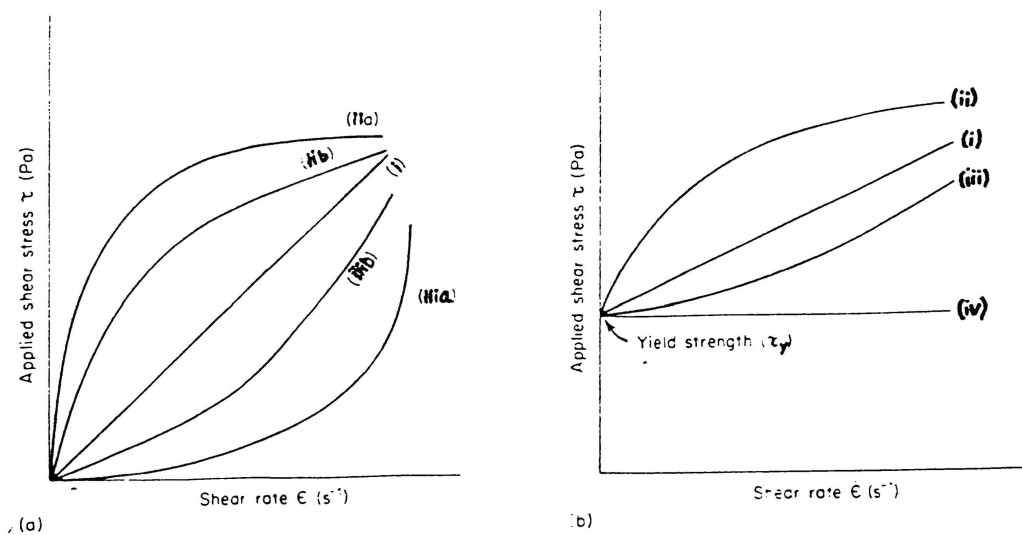 Applied shear stress τ (Pa)
(iia)
(iib)
(i)
(iiib)
(iiia)
Shear rate Є (s⁻¹)
(a)
Applied shear stress τ (Pa)
(ii)
(i)
(iii)
(iv)
Yield strength (τy)
Shear rate Є (s⁻¹)
b)